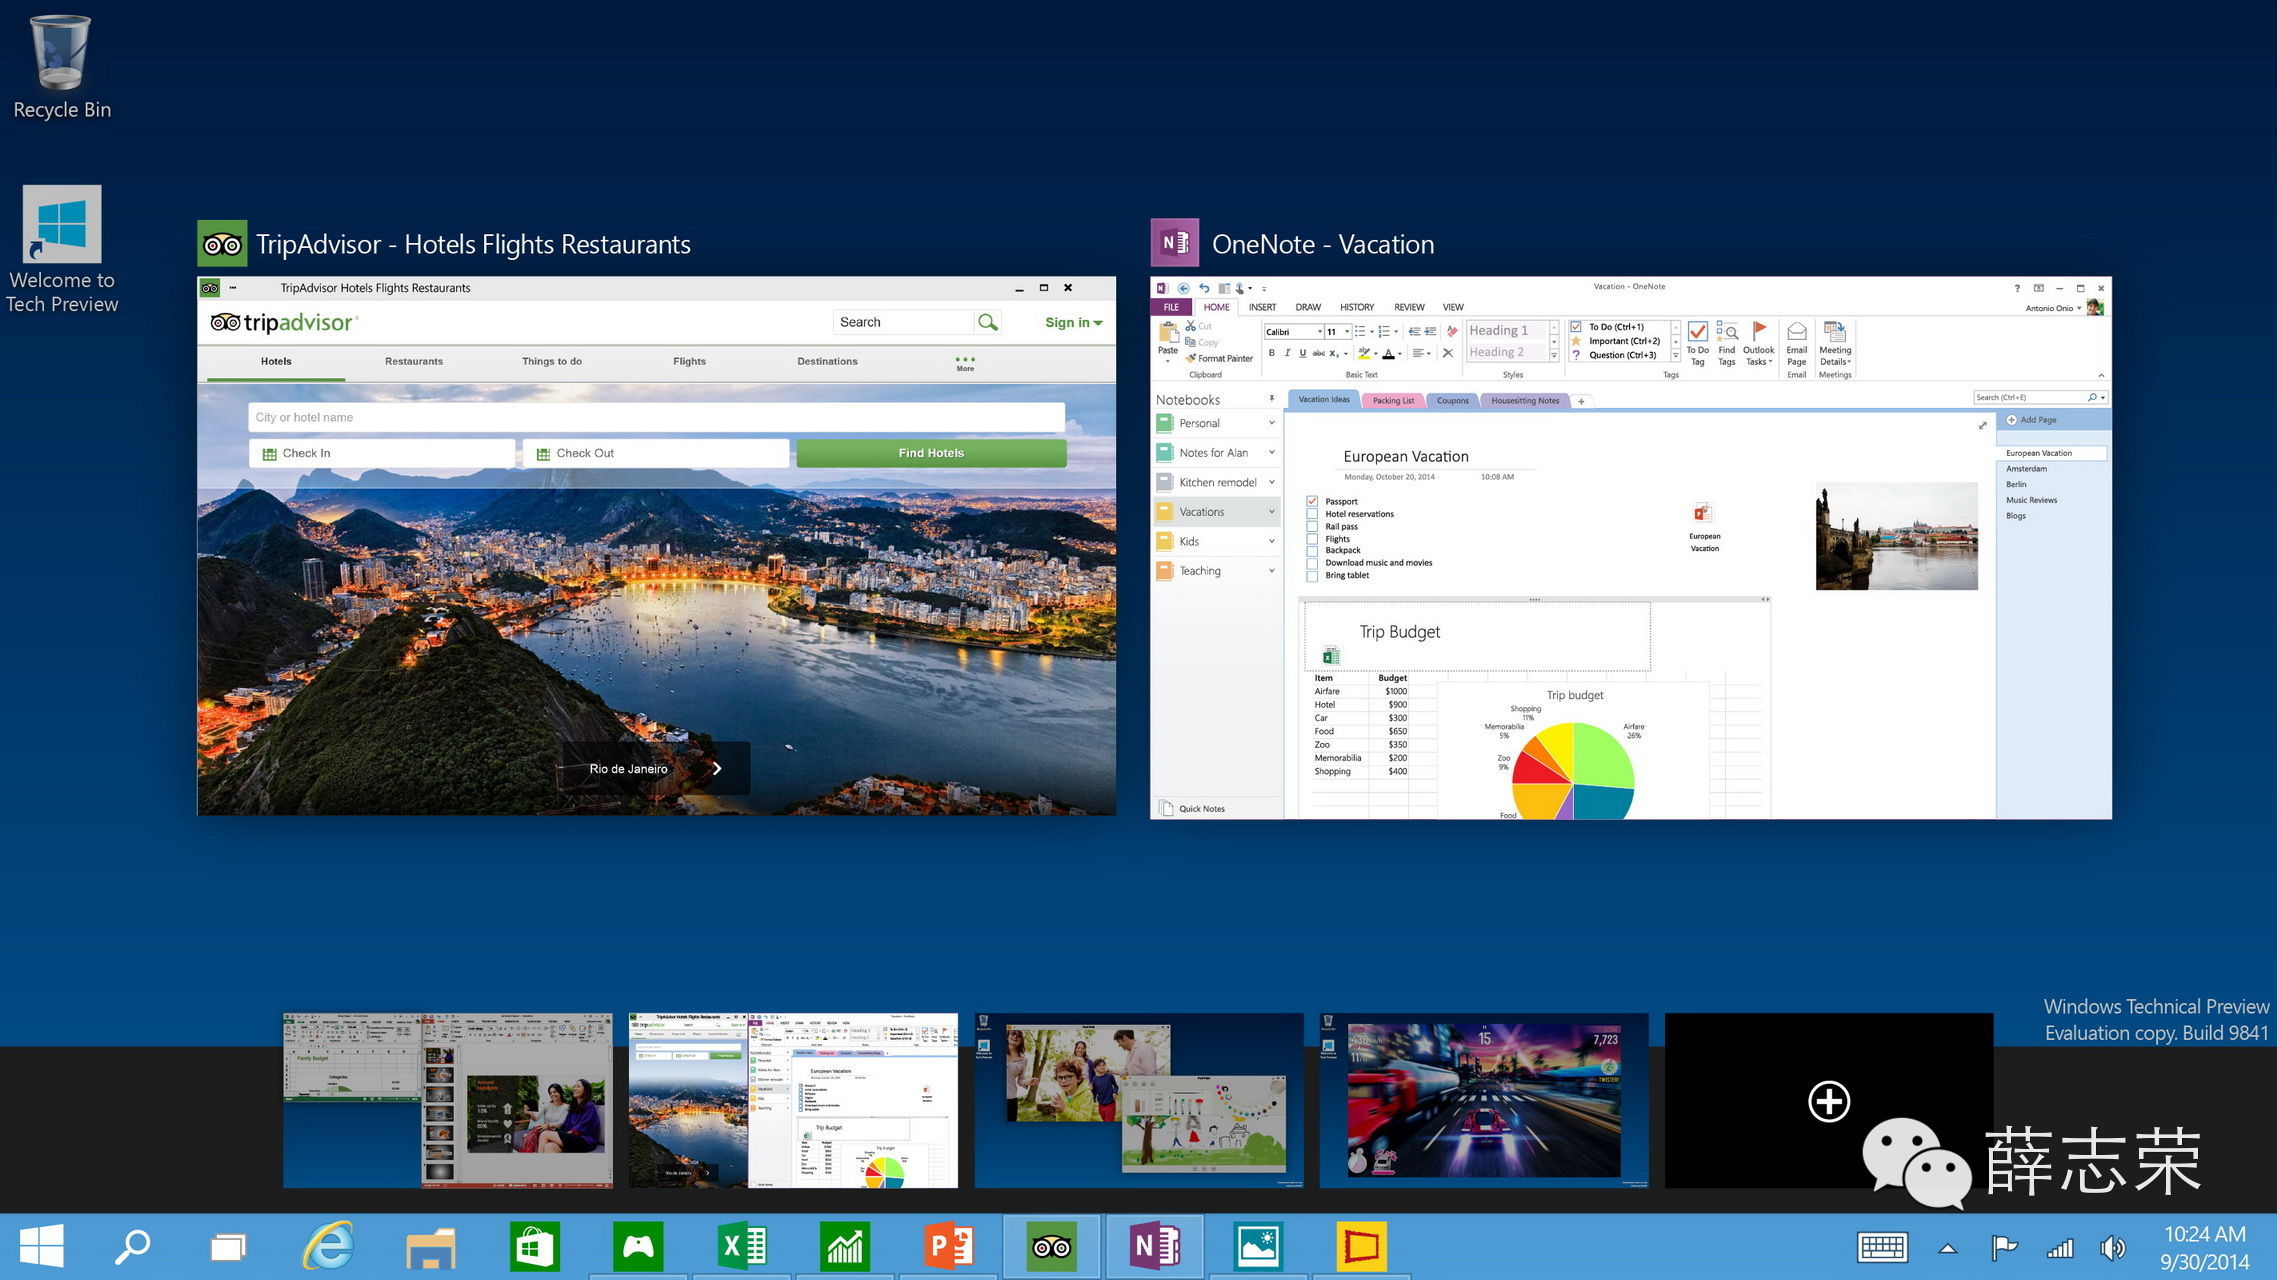 Recycle Bin
Welcome to
Tech Preview
TripAdvisor - Hotels Flights Restaurants
TripAdvisor Hotels Flights Restaurants
tripadvisor
Search
Sign in
Hotels Restaurants Things to do Flights Destinations More
City or hotel name
Check In Check Out Find Hotels
Rio de Janeiro
OneNote - Vacation
Vacation - OneNote
FILE HOME INSERT DRAW HISTORY REVIEW VIEW
Antonio Onio
Paste
Cut
Copy
Format Painter
Clipboard
Calibri 11
B I U abc
Basic Text
Heading 1
Heading 2
Styles
To Do (Ctrl+1)
Important (Ctrl+2)
Question (Ctrl+3)
To Do
Tag
Find
Tags
Outlook
Tasks
Tags
Email
Page
Email
Meeting
Details
Meetings
Notebooks
Personal
Notes for Alan
Kitchen remodel
Vacations
Kids
Teaching
Quick Notes
Vacation Ideas Packing List Coupons Housesitting Notes
Search (Ctrl+E)
Add Page
European Vacation
Amsterdam
Berlin
Music Reviews
Blogs
European Vacation
Monday, October 20, 2014 10:08 AM
Passport
Hotel reservations
Rail pass
Flights
Backpack
Download music and movies
Bring tablet
European
Vacation
Trip Budget
Item Budget
Airfare $1000
Hotel $900
Car $300
Food $650
Zoo $350
Memorabilia $200
Shopping $400
Trip budget
Shopping
11%
Memorabilia
5%
Zoo
9%
Food
Airfare
26%
Windows Technical Preview
Evaluation copy. Build 9841
15
7,723
薛志荣
10:24 AM
9/30/2014